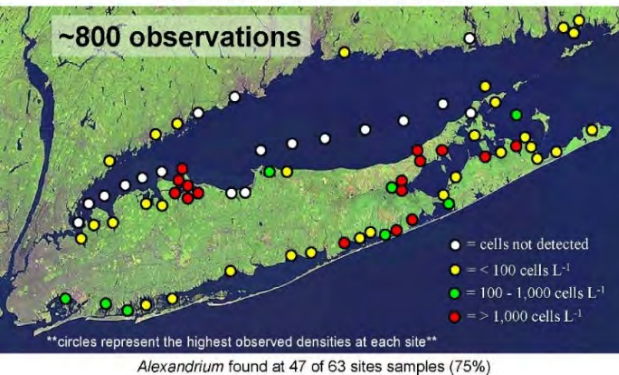 ~800 observations
= cells not detected
= < 100 cells L⁻¹
= 100 - 1,000 cells L⁻¹
= > 1,000 cells L⁻¹
**circles represent the highest observed densities at each site**
Alexandrium found at 47 of 63 sites samples (75%)